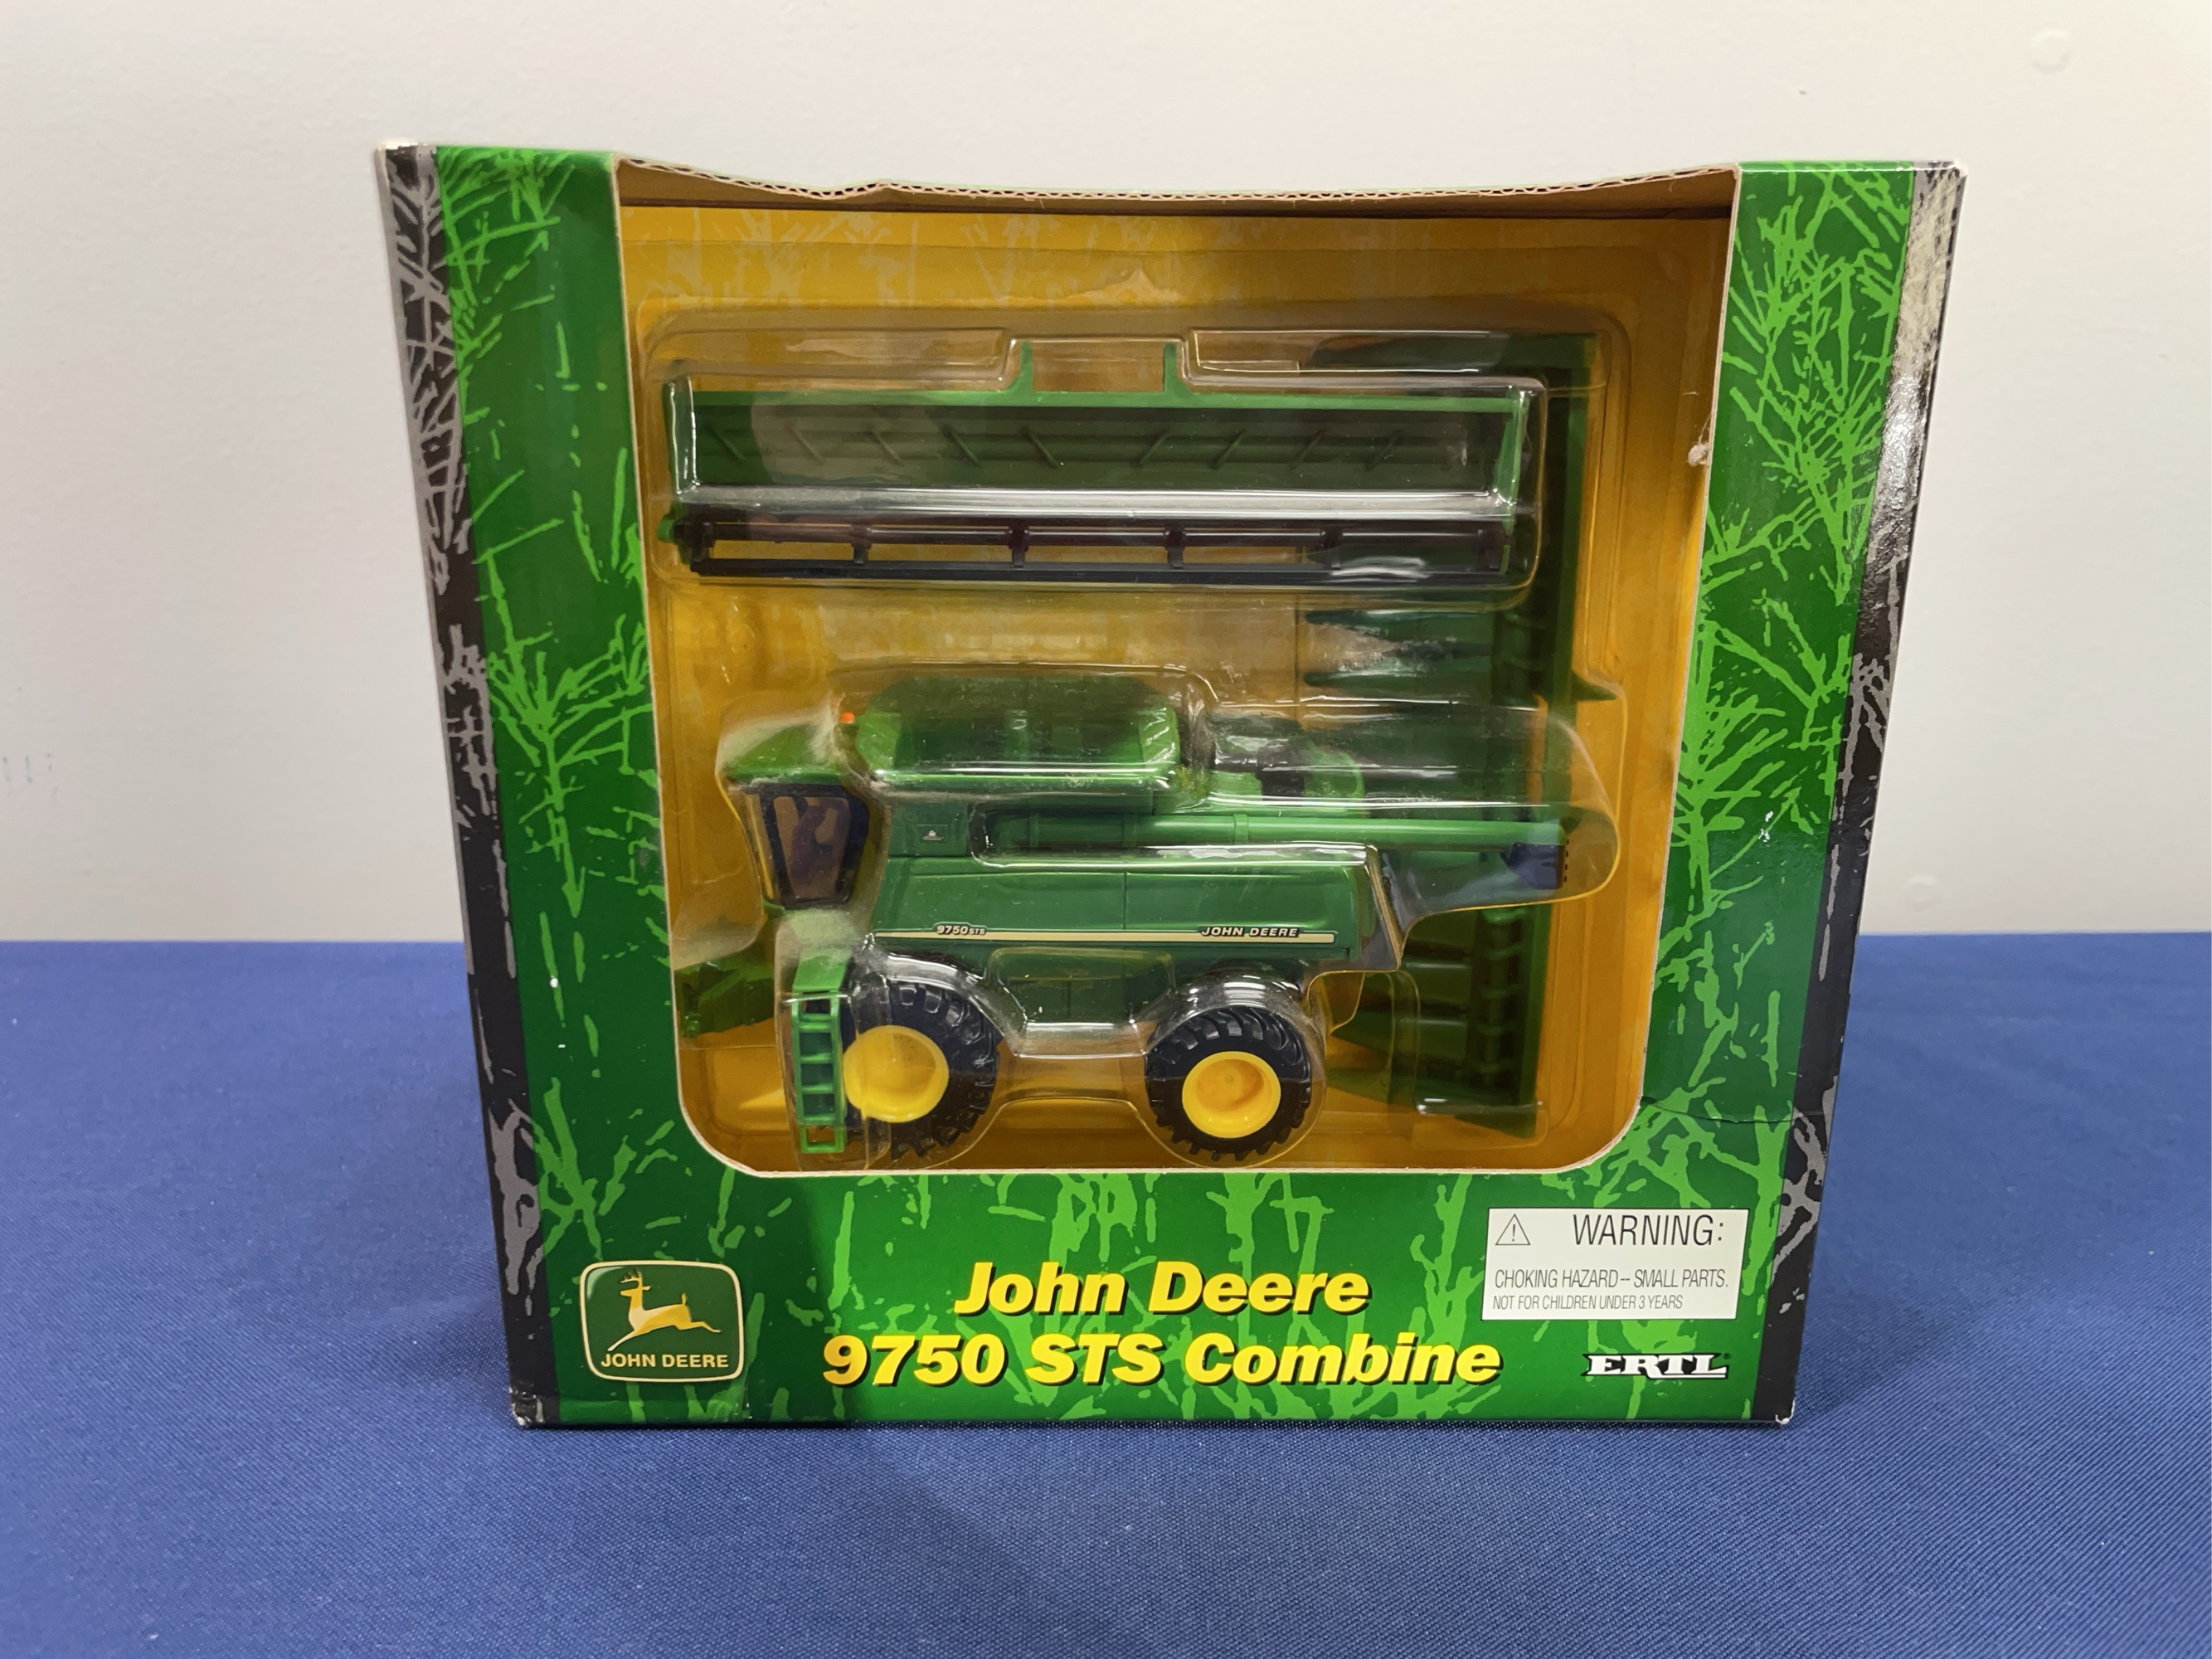 9750 STS
JOHN DEERE
JOHN DEERE
John Deere
9750 STS Combine
WARNING:
CHOKING HAZARD -- SMALL PARTS.
NOT FOR CHILDREN UNDER 3 YEARS
ERTL